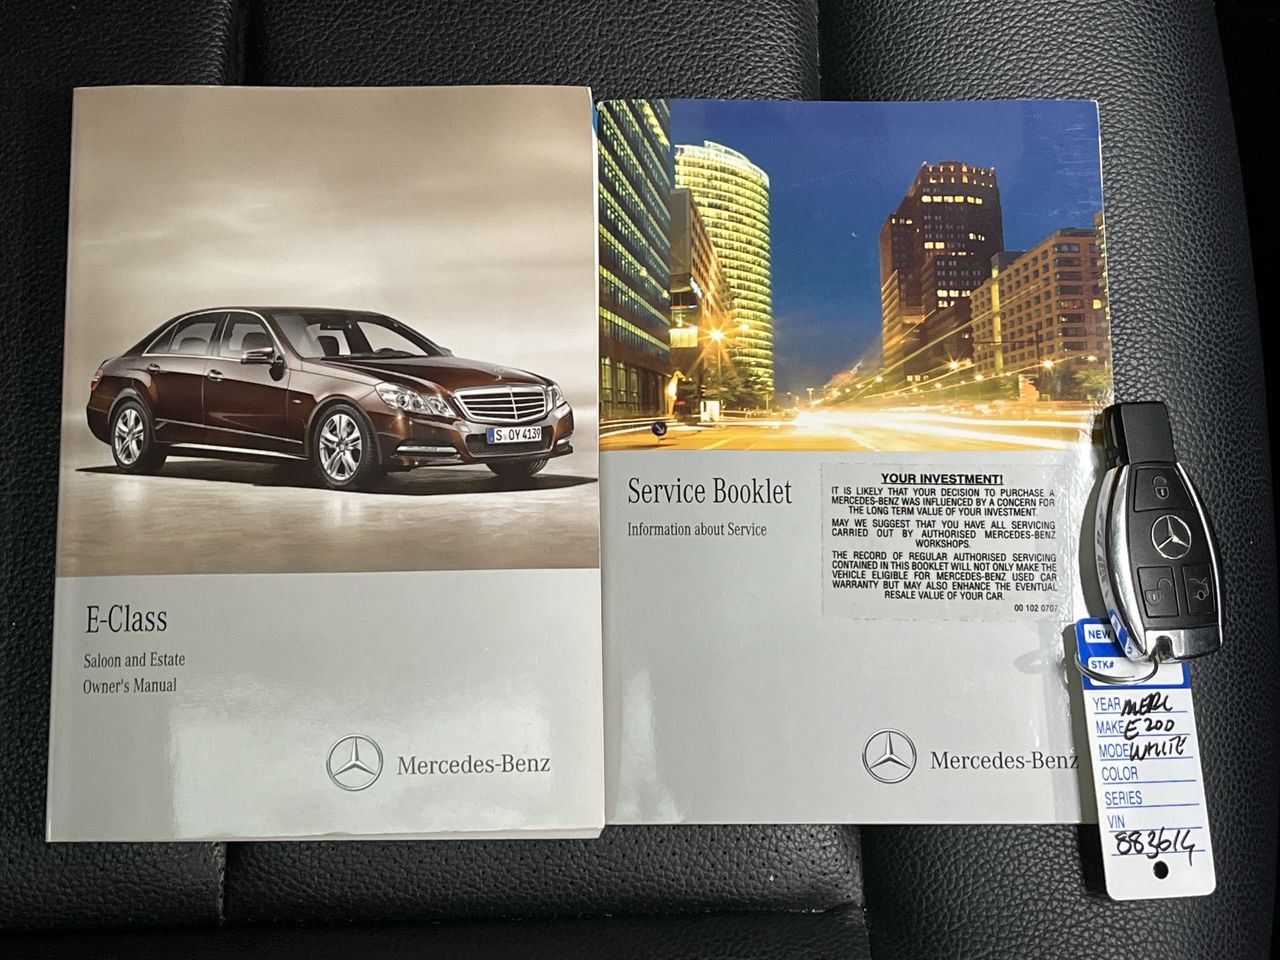 S OY 4139
E-Class
Saloon and Estate
Owner's Manual
Mercedes-Benz
Service Booklet
Information about Service
YOUR INVESTMENT!
IT IS LIKELY THAT YOUR DECISION TO PURCHASE A
MERCEDES-BENZ WAS INFLUENCED BY A CONCERN FOR
THE LONG TERM VALUE OF YOUR INVESTMENT.
MAY WE SUGGEST THAT YOU HAVE ALL SERVICING
CARRIED OUT BY AUTHORISED MERCEDES-BENZ
WORKSHOPS.
THE RECORD OF REGULAR AUTHORISED SERVICING
CONTAINED IN THIS BOOKLET WILL NOT ONLY MAKE THE
VEHICLE ELIGIBLE FOR MERCEDES-BENZ USED CAR
WARRANTY BUT MAY ALSO ENHANCE THE EVENTUAL
RESALE VALUE OF YOUR CAR.
00 102 0707
Mercedes-Benz
NEW
STK#
YEAR MERC
MAKE E200
MODE WHITE
COLOR
SERIES
VIN
883614